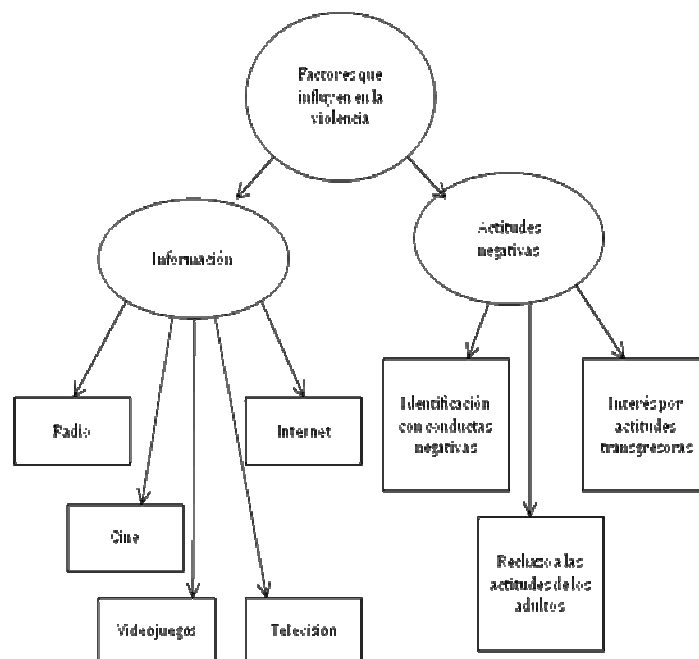 Factores que
influyen en la
violencia
Información
Actitudes
negativas
Radio
Internet
Cine
Videojuegos
Televisión
Identificación
con conductas
negativas
Interés por
actitudes
transgresoras
Rechazo a las
actitudes de los
adultos